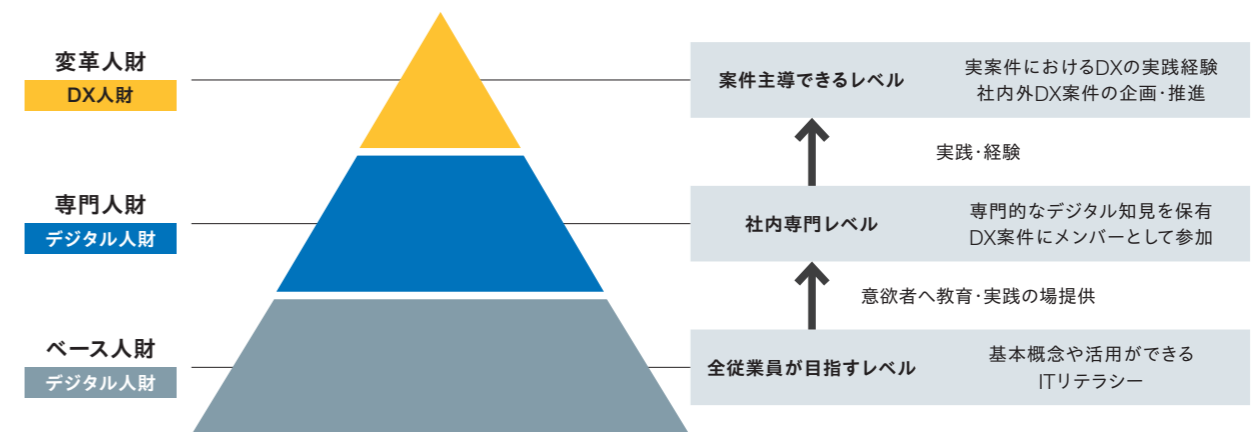 変革人財
DX人財
案件主導できるレベル
実案件におけるDXの実践経験
社内外DX案件の企画･推進
実践･経験
専門人財
デジタル人財
社内専門レベル
専門的なデジタル知見を保有
DX案件にメンバーとして参加
意欲者へ教育･実践の場提供
ベース人財
デジタル人財
全従業員が目指すレベル
基本概念や活用ができる
ITリテラシー